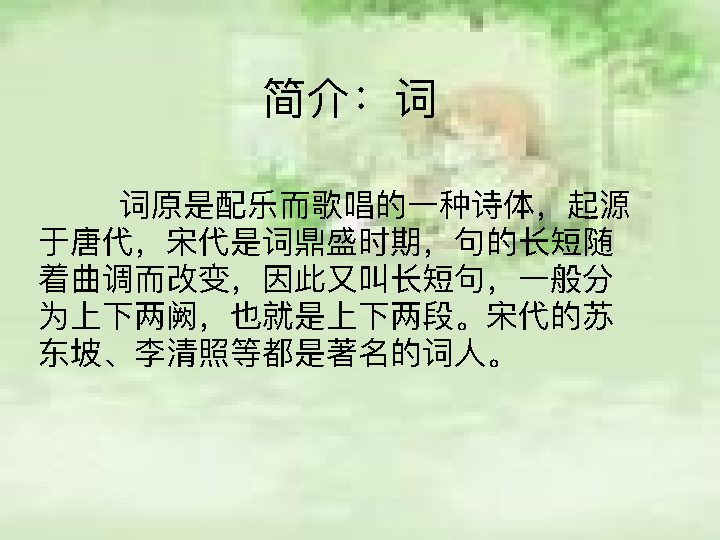 简介：词
词原是配乐而歌唱的一种诗体，起源
于唐代，宋代是词鼎盛时期，句的长短随
着曲调而改变，因此又叫长短句，一般分
为上下两阙，也就是上下两段。宋代的苏
东坡、李清照等都是著名的词人。